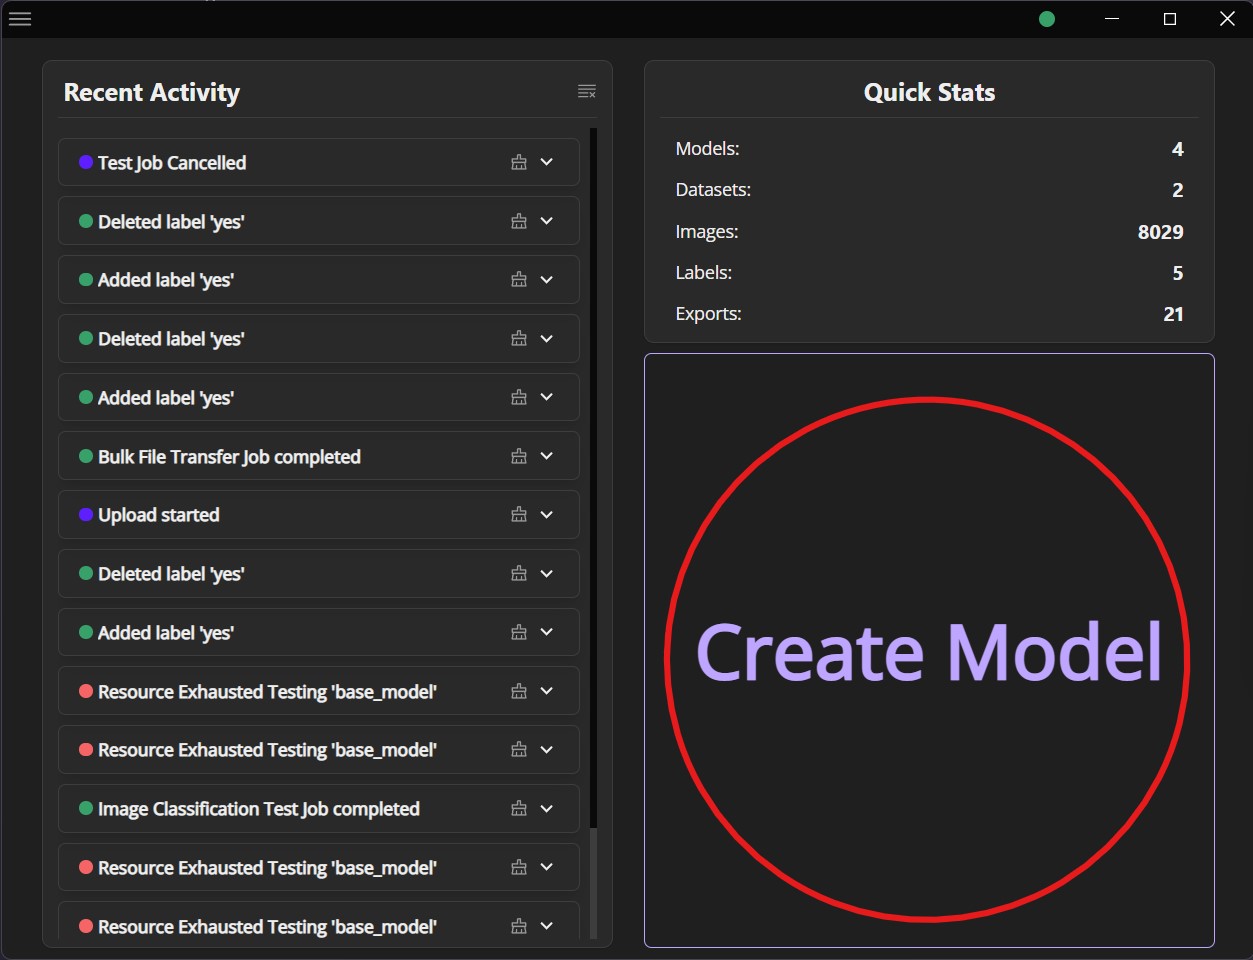 Recent Activity
Test Job Cancelled
Deleted label 'yes'
Added label 'yes'
Deleted label 'yes'
Added label 'yes'
Bulk File Transfer Job completed
Upload started
Deleted label 'yes'
Added label 'yes'
Resource Exhausted Testing 'base_model'
Resource Exhausted Testing 'base_model'
Image Classification Test Job completed
Resource Exhausted Testing 'base_model'
Resource Exhausted Testing 'base_model'
Quick Stats
Models: 4
Datasets: 2
Images: 8029
Labels: 5
Exports: 21
Create Model